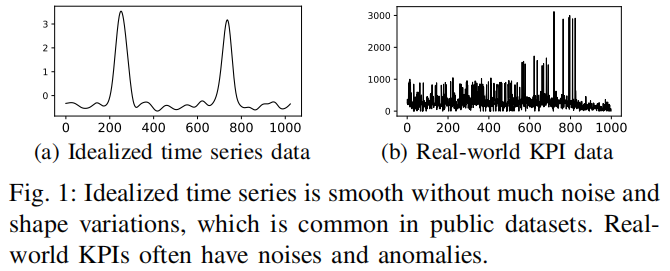 3
2
1
0
0 200 400 600 800 1000
3000
2000
1000
0
0 200 400 600 800 1000
(a) Idealized time series data
(b) Real-world KPI data
Fig. 1: Idealized time series is smooth without much noise and
shape variations, which is common in public datasets. Real-
world KPIs often have noises and anomalies.